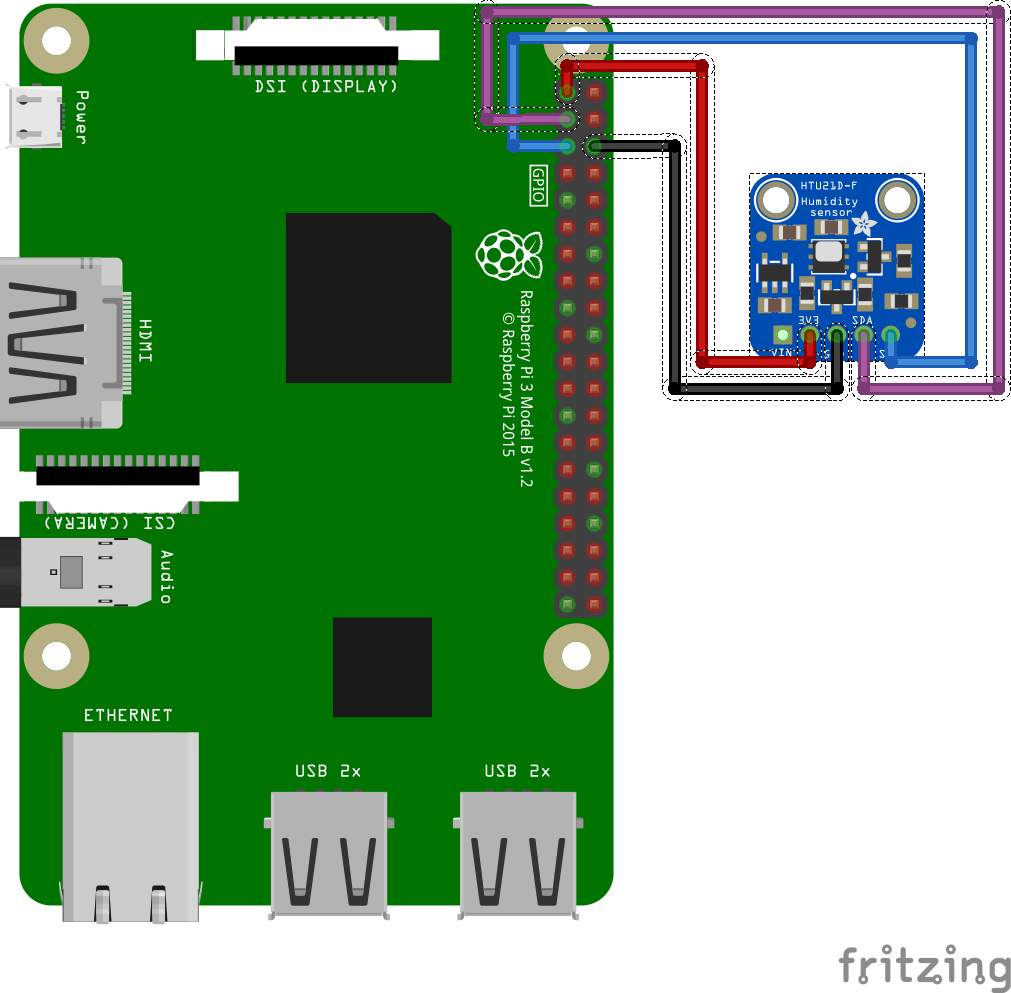 DSI (DISPLAY)
Power
GPIO
HTU21D-F
Humidity
sensor
3V3
SDA
VIN
HDMI
Raspberry Pi 3 Model B v1.2
© Raspberry Pi 2015
CSI (CAMERA)
Audio
ETHERNET
USB 2x
USB 2x
fritzing